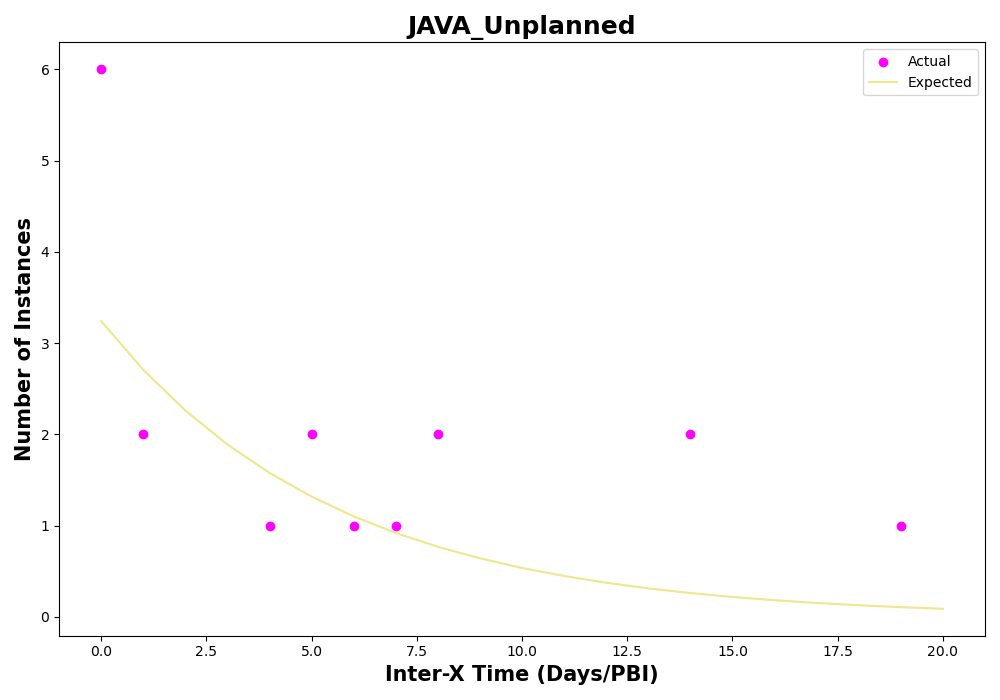 JAVA_Unplanned
Actual
Expected
Number of Instances
6
5
4
3
2
1
0
0.0 2.5 5.0 7.5 10.0 12.5 15.0 17.5 20.0
Inter-X Time (Days/PBI)